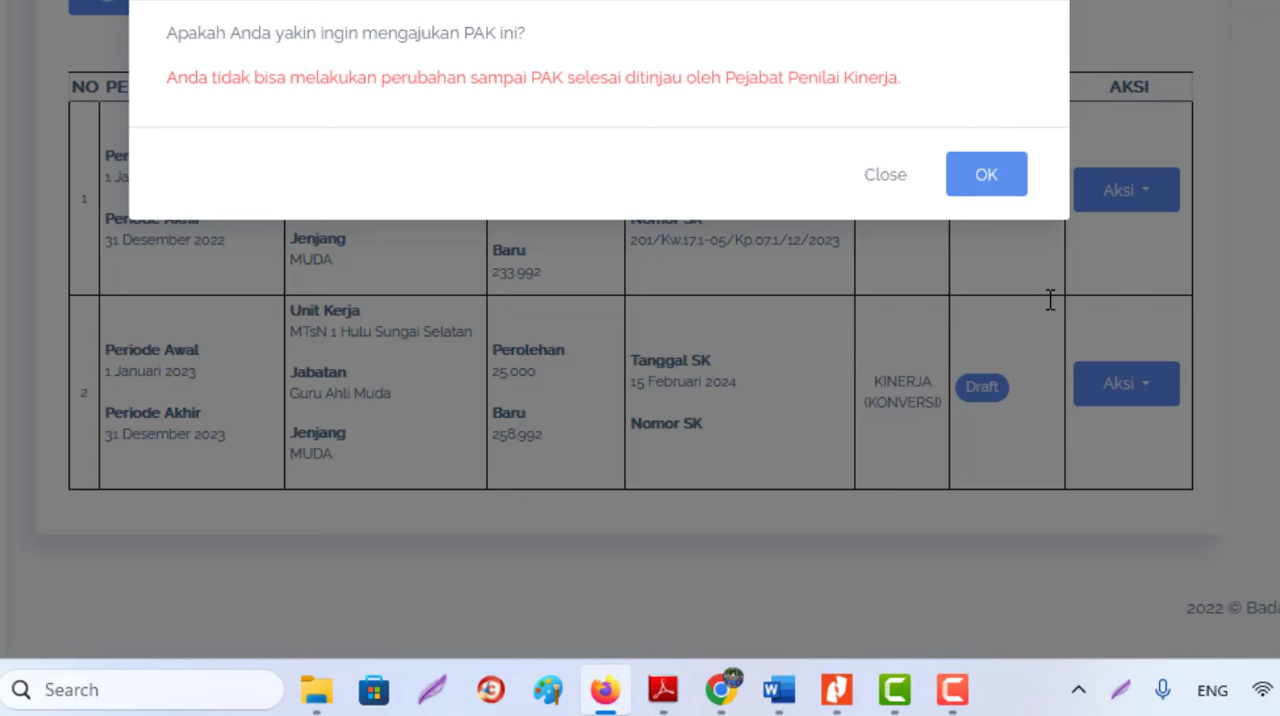 Apakah Anda yakin ingin mengajukan PAK ini?
Anda tidak bisa melakukan perubahan sampai PAK selesai ditinjau oleh Pejabat Penilai Kinerja.
Close
OK
NO
AKSI
1
31 Desember 2022
Jenjang
MUDA
Baru
233.992
Nomor SK
201/Kw.17.1-05/Kp.07.1/12/2023
Aksi
2
Periode Awal
1 Januari 2023
Periode Akhir
31 Desember 2023
Unit Kerja
MTsN 1 Hulu Sungai Selatan
Jabatan
Guru Ahli Muda
Jenjang
MUDA
Perolehan
25.000
Baru
258.992
Tanggal SK
15 Februari 2024
Nomor SK
KINERJA
(KONVERSI)
Draft
Aksi
2022 © Bada
Search
ENG